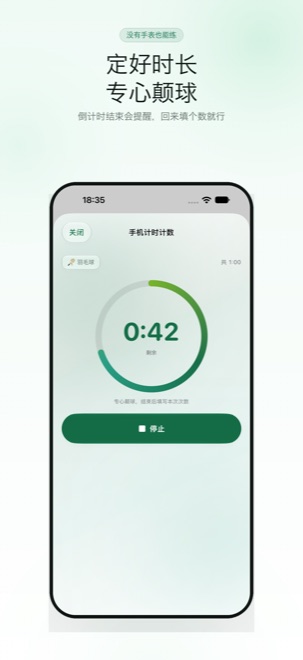 没有手表也能练
定好时长
专心颠球
倒计时结束会提醒，回来填个数就行
18:35
关闭
手机计时计数
羽毛球
共 1:00
0:42
剩余
专心颠球，结束后填写本次次数
停止